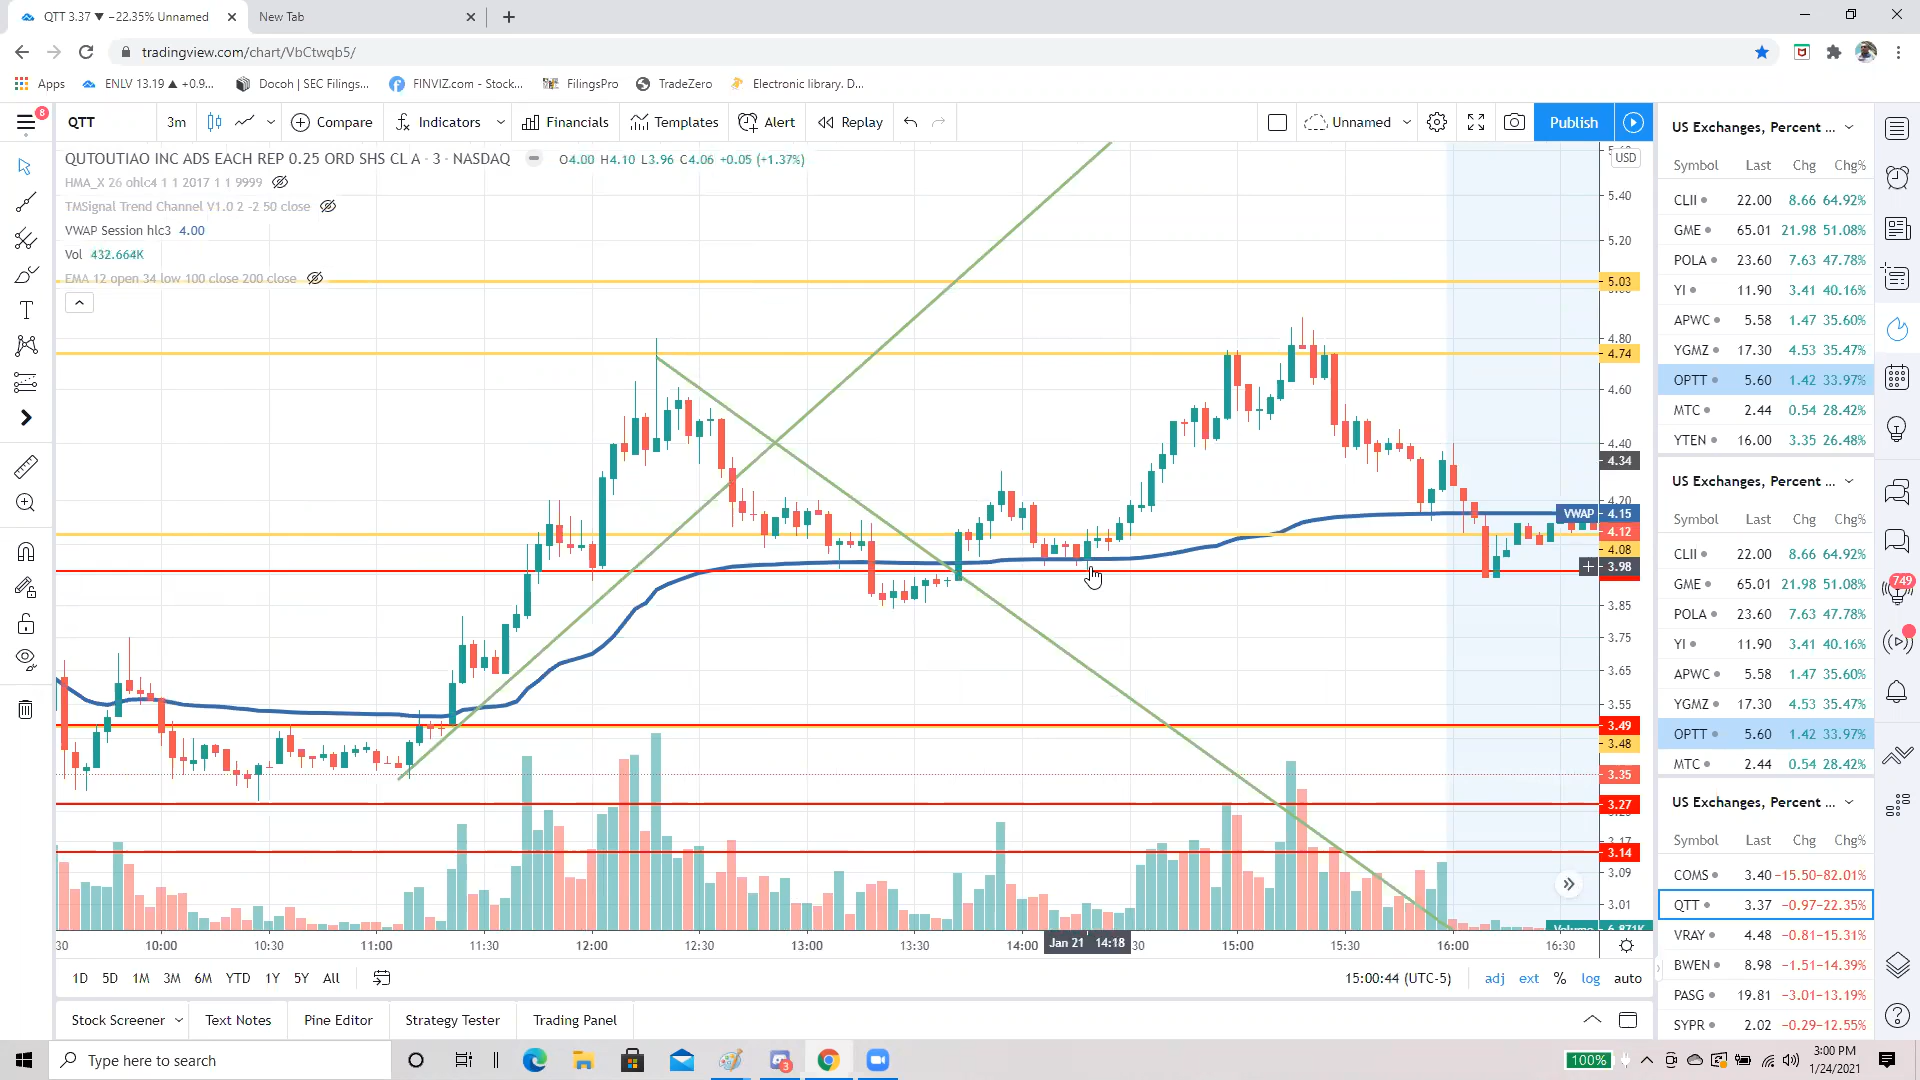 QTT 3.37 ▼ −22.35% Unnamed
New Tab
tradingview.com/chart/VbCtwqb5/
Apps
ENLV 13.19 ▲ +0.9...
Docoh | SEC Filings...
FINVIZ.com - Stock...
FilingsPro
TradeZero
Electronic library. D...
8
QTT
3m
Compare
Indicators
Financials
Templates
Alert
Replay
Unnamed
Publish
QUTOUTIAO INC ADS EACH REP 0.25 ORD SHS CL A · 3 · NASDAQ
O4.00 H4.10 L3.96 C4.06 +0.05 (+1.37%)
HMA_X 26 ohlc4 1 1 2017 1 1 9999
TMSignal Trend Channel V1.0 2 -2 50 close
VWAP Session hlc3 4.00
Vol 432.664K
EMA 12 open 34 low 100 close 200 close
USD
5.40
5.20
5.03
4.80
4.74
4.60
4.40
4.34
4.20
VWAP 4.15
4.12
4.08
3.98
3.85
3.75
3.65
3.55
3.49
3.48
3.35
3.27
3.17
3.14
3.09
3.01
Volume 6.871K
30
10:00
10:30
11:00
11:30
12:00
12:30
13:00
13:30
14:00
Jan 21 14:18
30
15:00
15:30
16:00
16:30
1D
5D
1M
3M
6M
YTD
1Y
5Y
All
15:00:44 (UTC-5)
adj
ext
%
log
auto
Stock Screener
Text Notes
Pine Editor
Strategy Tester
Trading Panel
US Exchanges, Percent ...
Symbol Last Chg Chg%
CLII 22.00 8.66 64.92%
GME 65.01 21.98 51.08%
POLA 23.60 7.63 47.78%
YI 11.90 3.41 40.16%
APWC 5.58 1.47 35.60%
YGMZ 17.30 4.53 35.47%
OPTT 5.60 1.42 33.97%
MTC 2.44 0.54 28.42%
YTEN 16.00 3.35 26.48%
US Exchanges, Percent ...
Symbol Last Chg Chg%
CLII 22.00 8.66 64.92%
GME 65.01 21.98 51.08%
POLA 23.60 7.63 47.78%
YI 11.90 3.41 40.16%
APWC 5.58 1.47 35.60%
YGMZ 17.30 4.53 35.47%
OPTT 5.60 1.42 33.97%
MTC 2.44 0.54 28.42%
US Exchanges, Percent ...
Symbol Last Chg Chg%
COMS 3.40 −15.50 −82.01%
QTT 3.37 −0.97 −22.35%
VRAY 4.48 −0.81 −15.31%
BWEN 8.98 −1.51 −14.39%
PASG 19.81 −3.01 −13.19%
SYPR 2.02 −0.29 −12.55%
749
Type here to search
3
100%
3:00 PM
1/24/2021